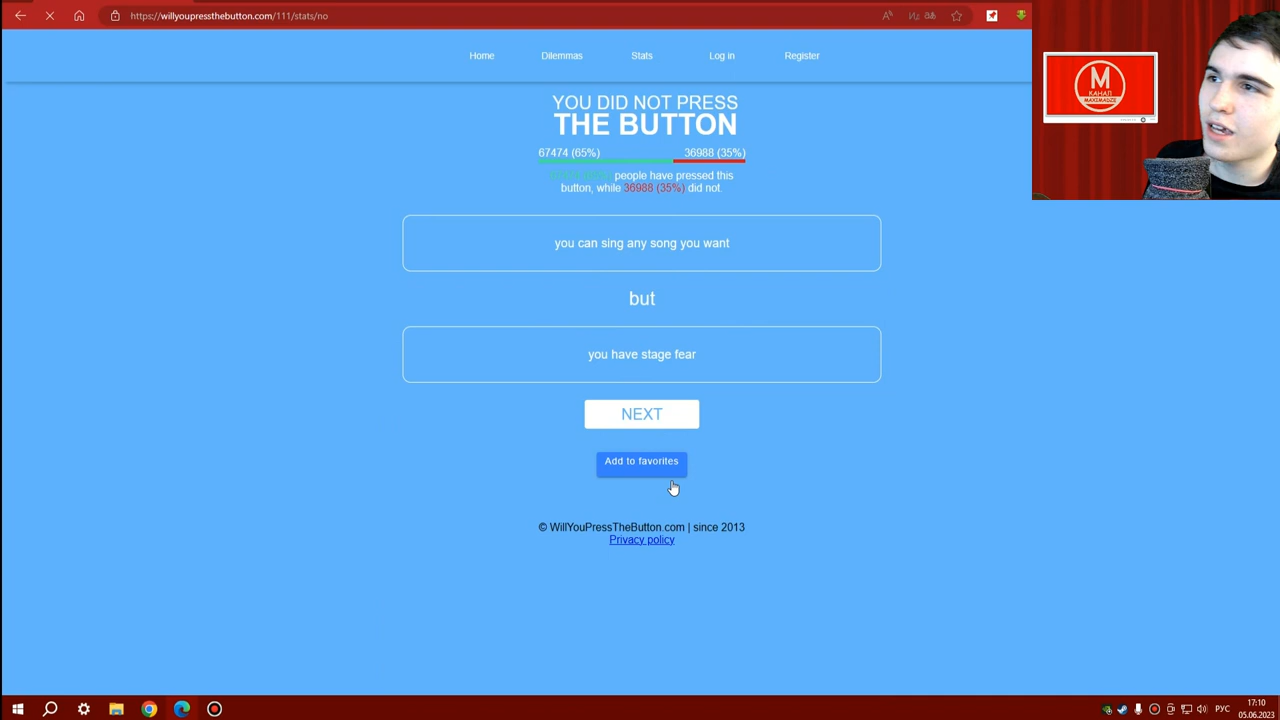 https://willyoupressthebutton.com/111/stats/no
Home Dilemmas Stats Log in Register
М
КАНАЛ
MAXIMADZE
YOU DID NOT PRESS
THE BUTTON
67474 (65%) 36988 (35%)
people have pressed this
button, while 36988 (35%) did not.
you can sing any song you want
but
you have stage fear
NEXT
Add to favorites
© WillYouPressTheButton.com | since 2013
Privacy policy
РУС
17:10
05.06.2023